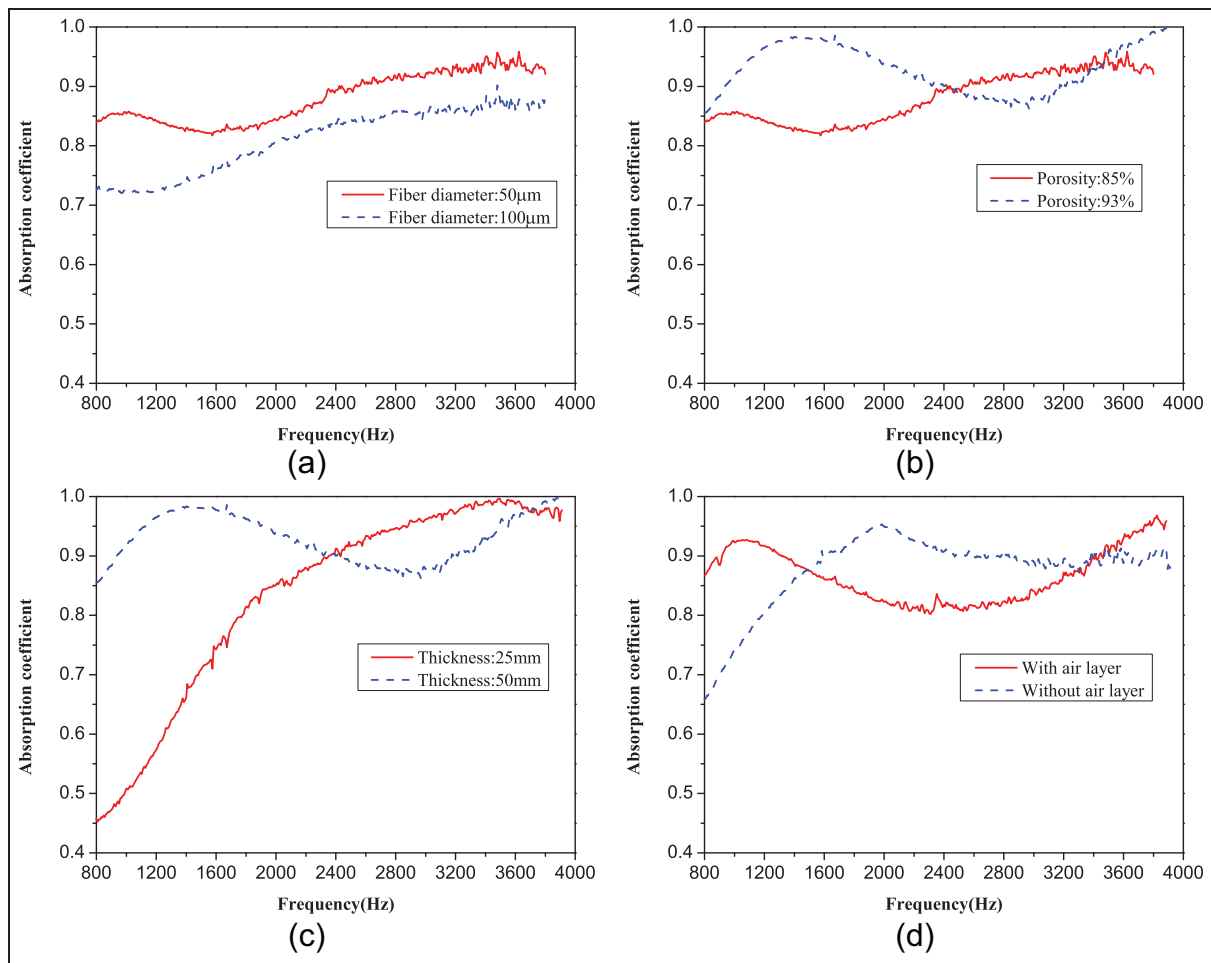 1.0
0.9
0.8
0.7
0.6
0.5
0.4
Absorption coefficient
Fiber diameter:50μm
Fiber diameter:100μm
800 1200 1600 2000 2400 2800 3200 3600 4000
Frequency(Hz)
(a)
1.0
0.9
0.8
0.7
0.6
0.5
0.4
Absorption coefficient
Porosity:85%
Porosity:93%
800 1200 1600 2000 2400 2800 3200 3600 4000
Frequency(Hz)
(b)
1.0
0.9
0.8
0.7
0.6
0.5
0.4
Absorption coefficient
Thickness:25mm
Thickness:50mm
800 1200 1600 2000 2400 2800 3200 3600 4000
Frequency(Hz)
(c)
1.0
0.9
0.8
0.7
0.6
0.5
0.4
Absorption coefficient
With air layer
Without air layer
800 1200 1600 2000 2400 2800 3200 3600 4000
Frequency(Hz)
(d)